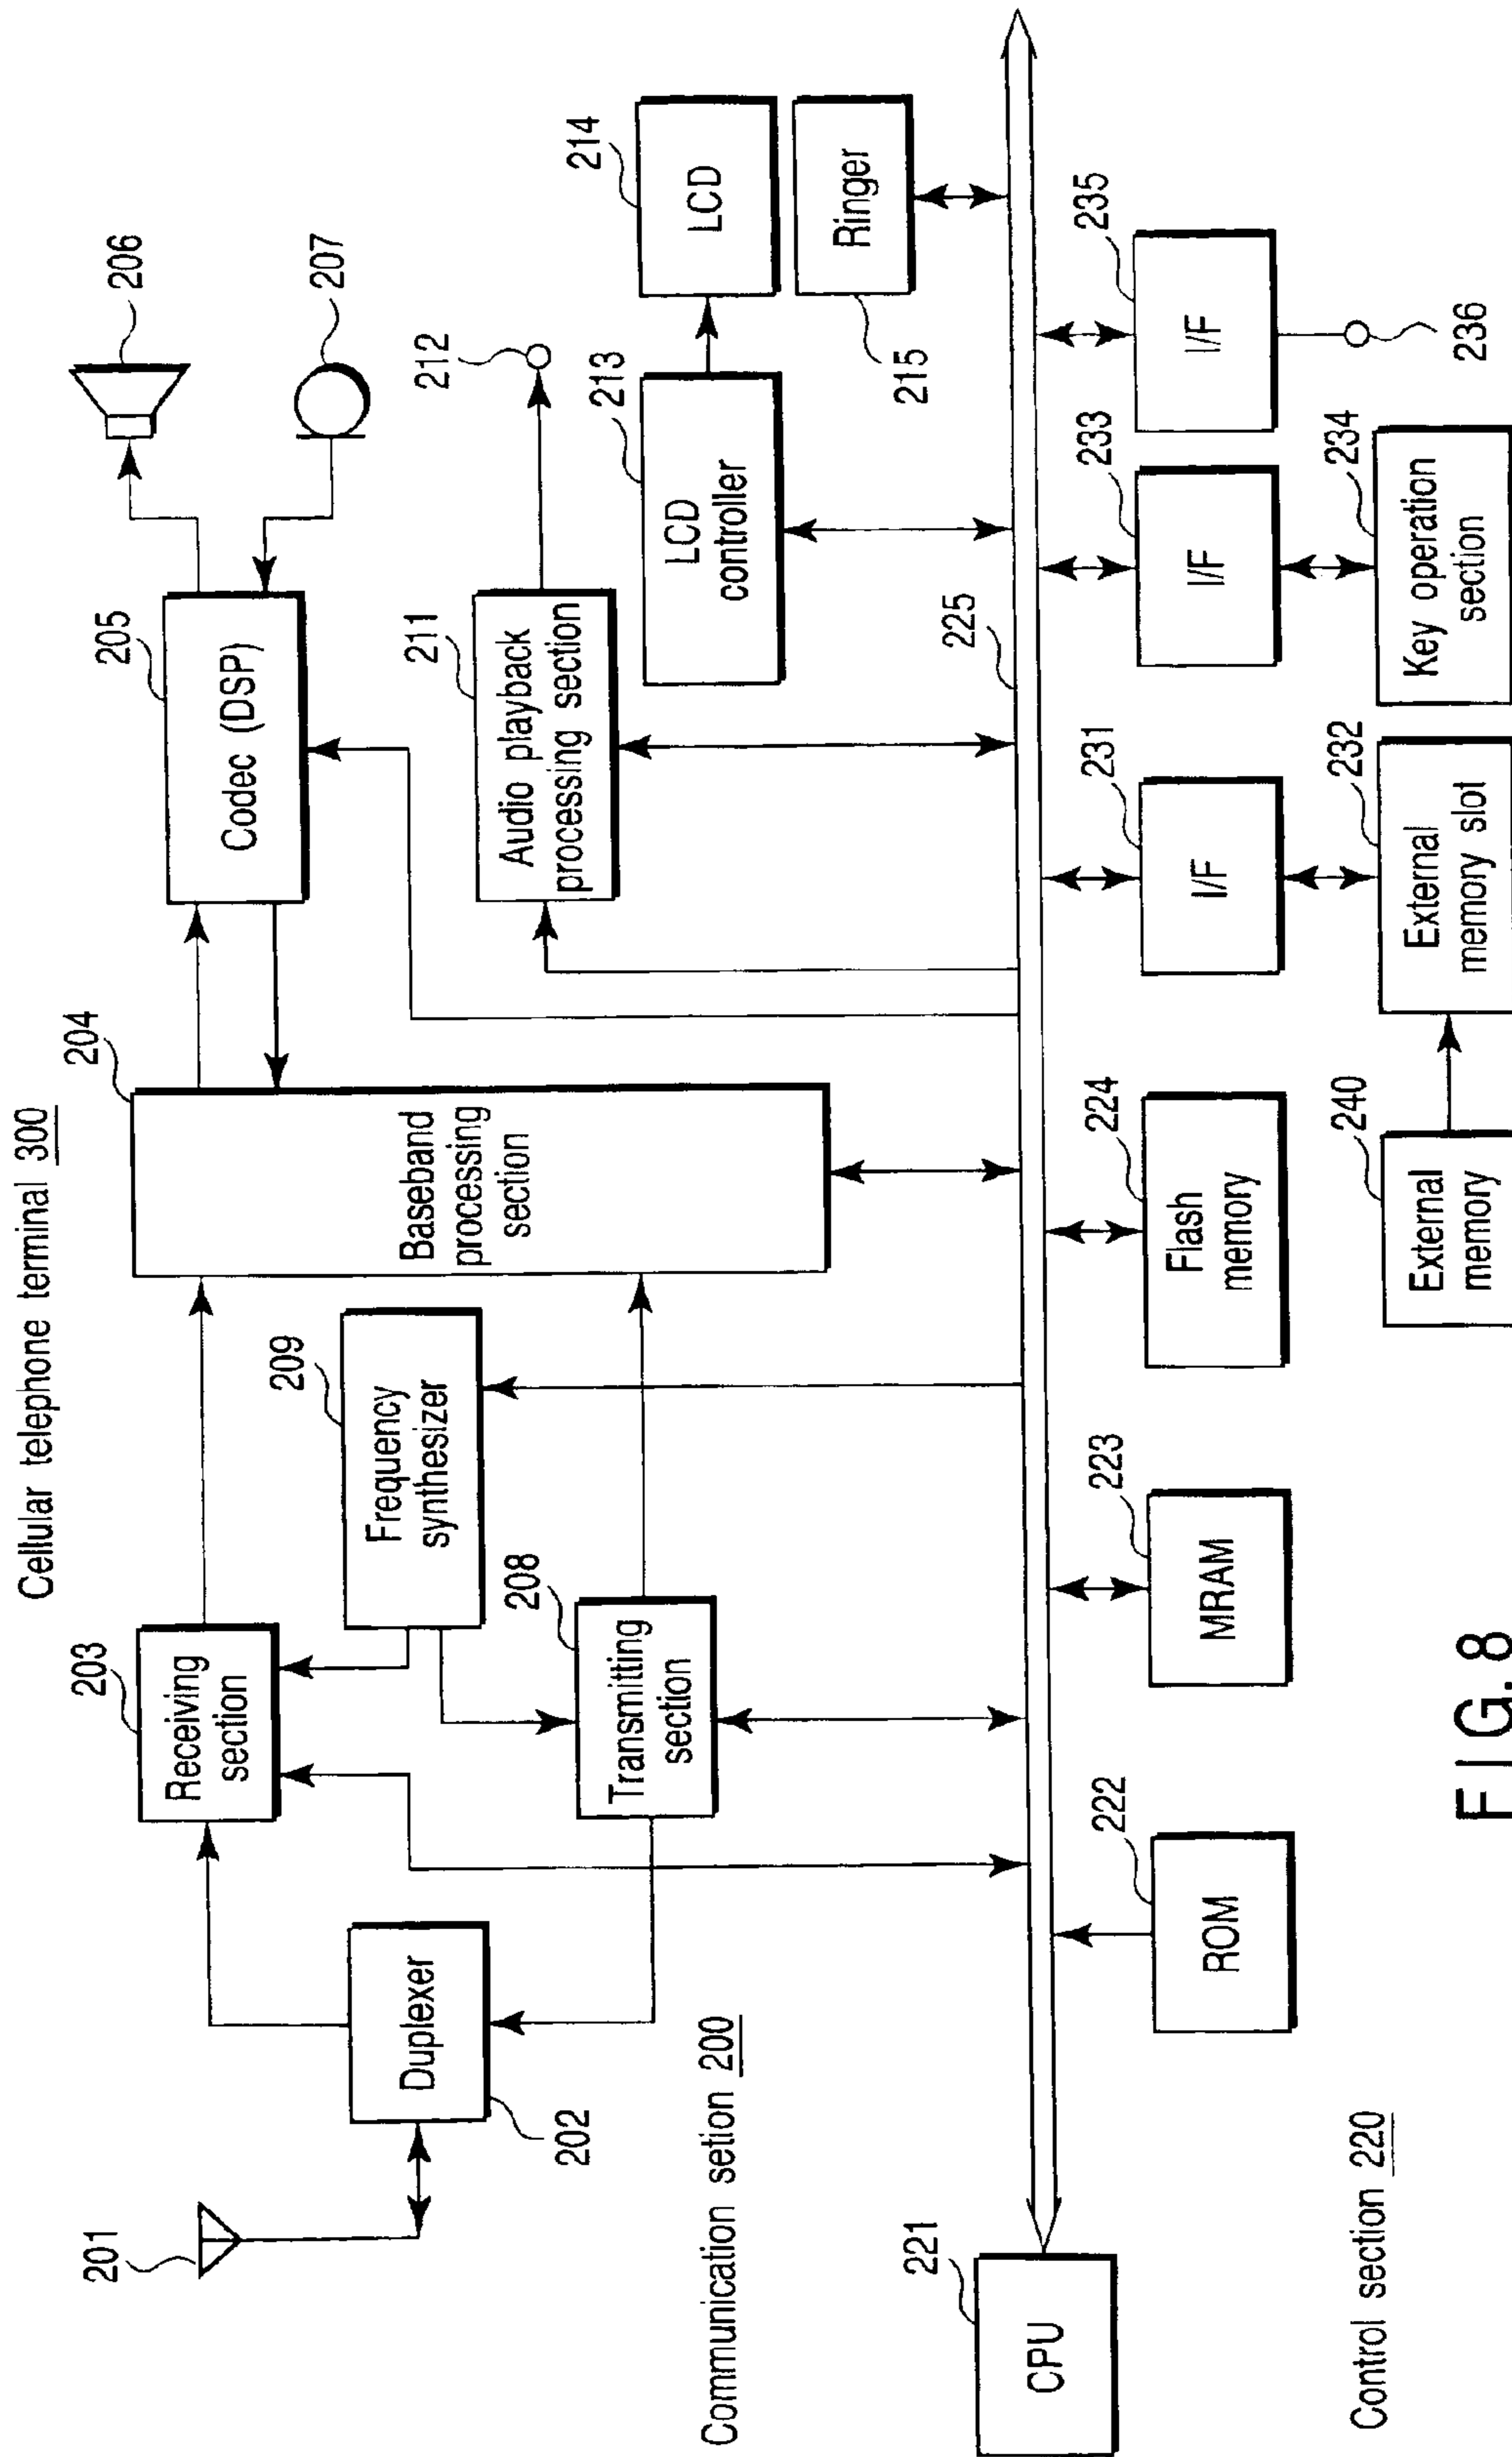 Cellular telephone terminal 300
201
Duplexer
202
203
Receiving
section
209
Frequency
synthesizer
208
Transmitting
section
204
Baseband
processing
section
205
Codec (DSP)
206
207
211
Audio playback
processing section
212
213
LCD
controller
214
LCD
Ringer
215
Communication setion 200
225
221
CPU
222
ROM
223
MRAM
224
Flash
memory
231
I/F
233
I/F
235
I/F
236
240
External
memory
232
External
memory slot
234
Key operation
section
Control section 220
FIG. 8